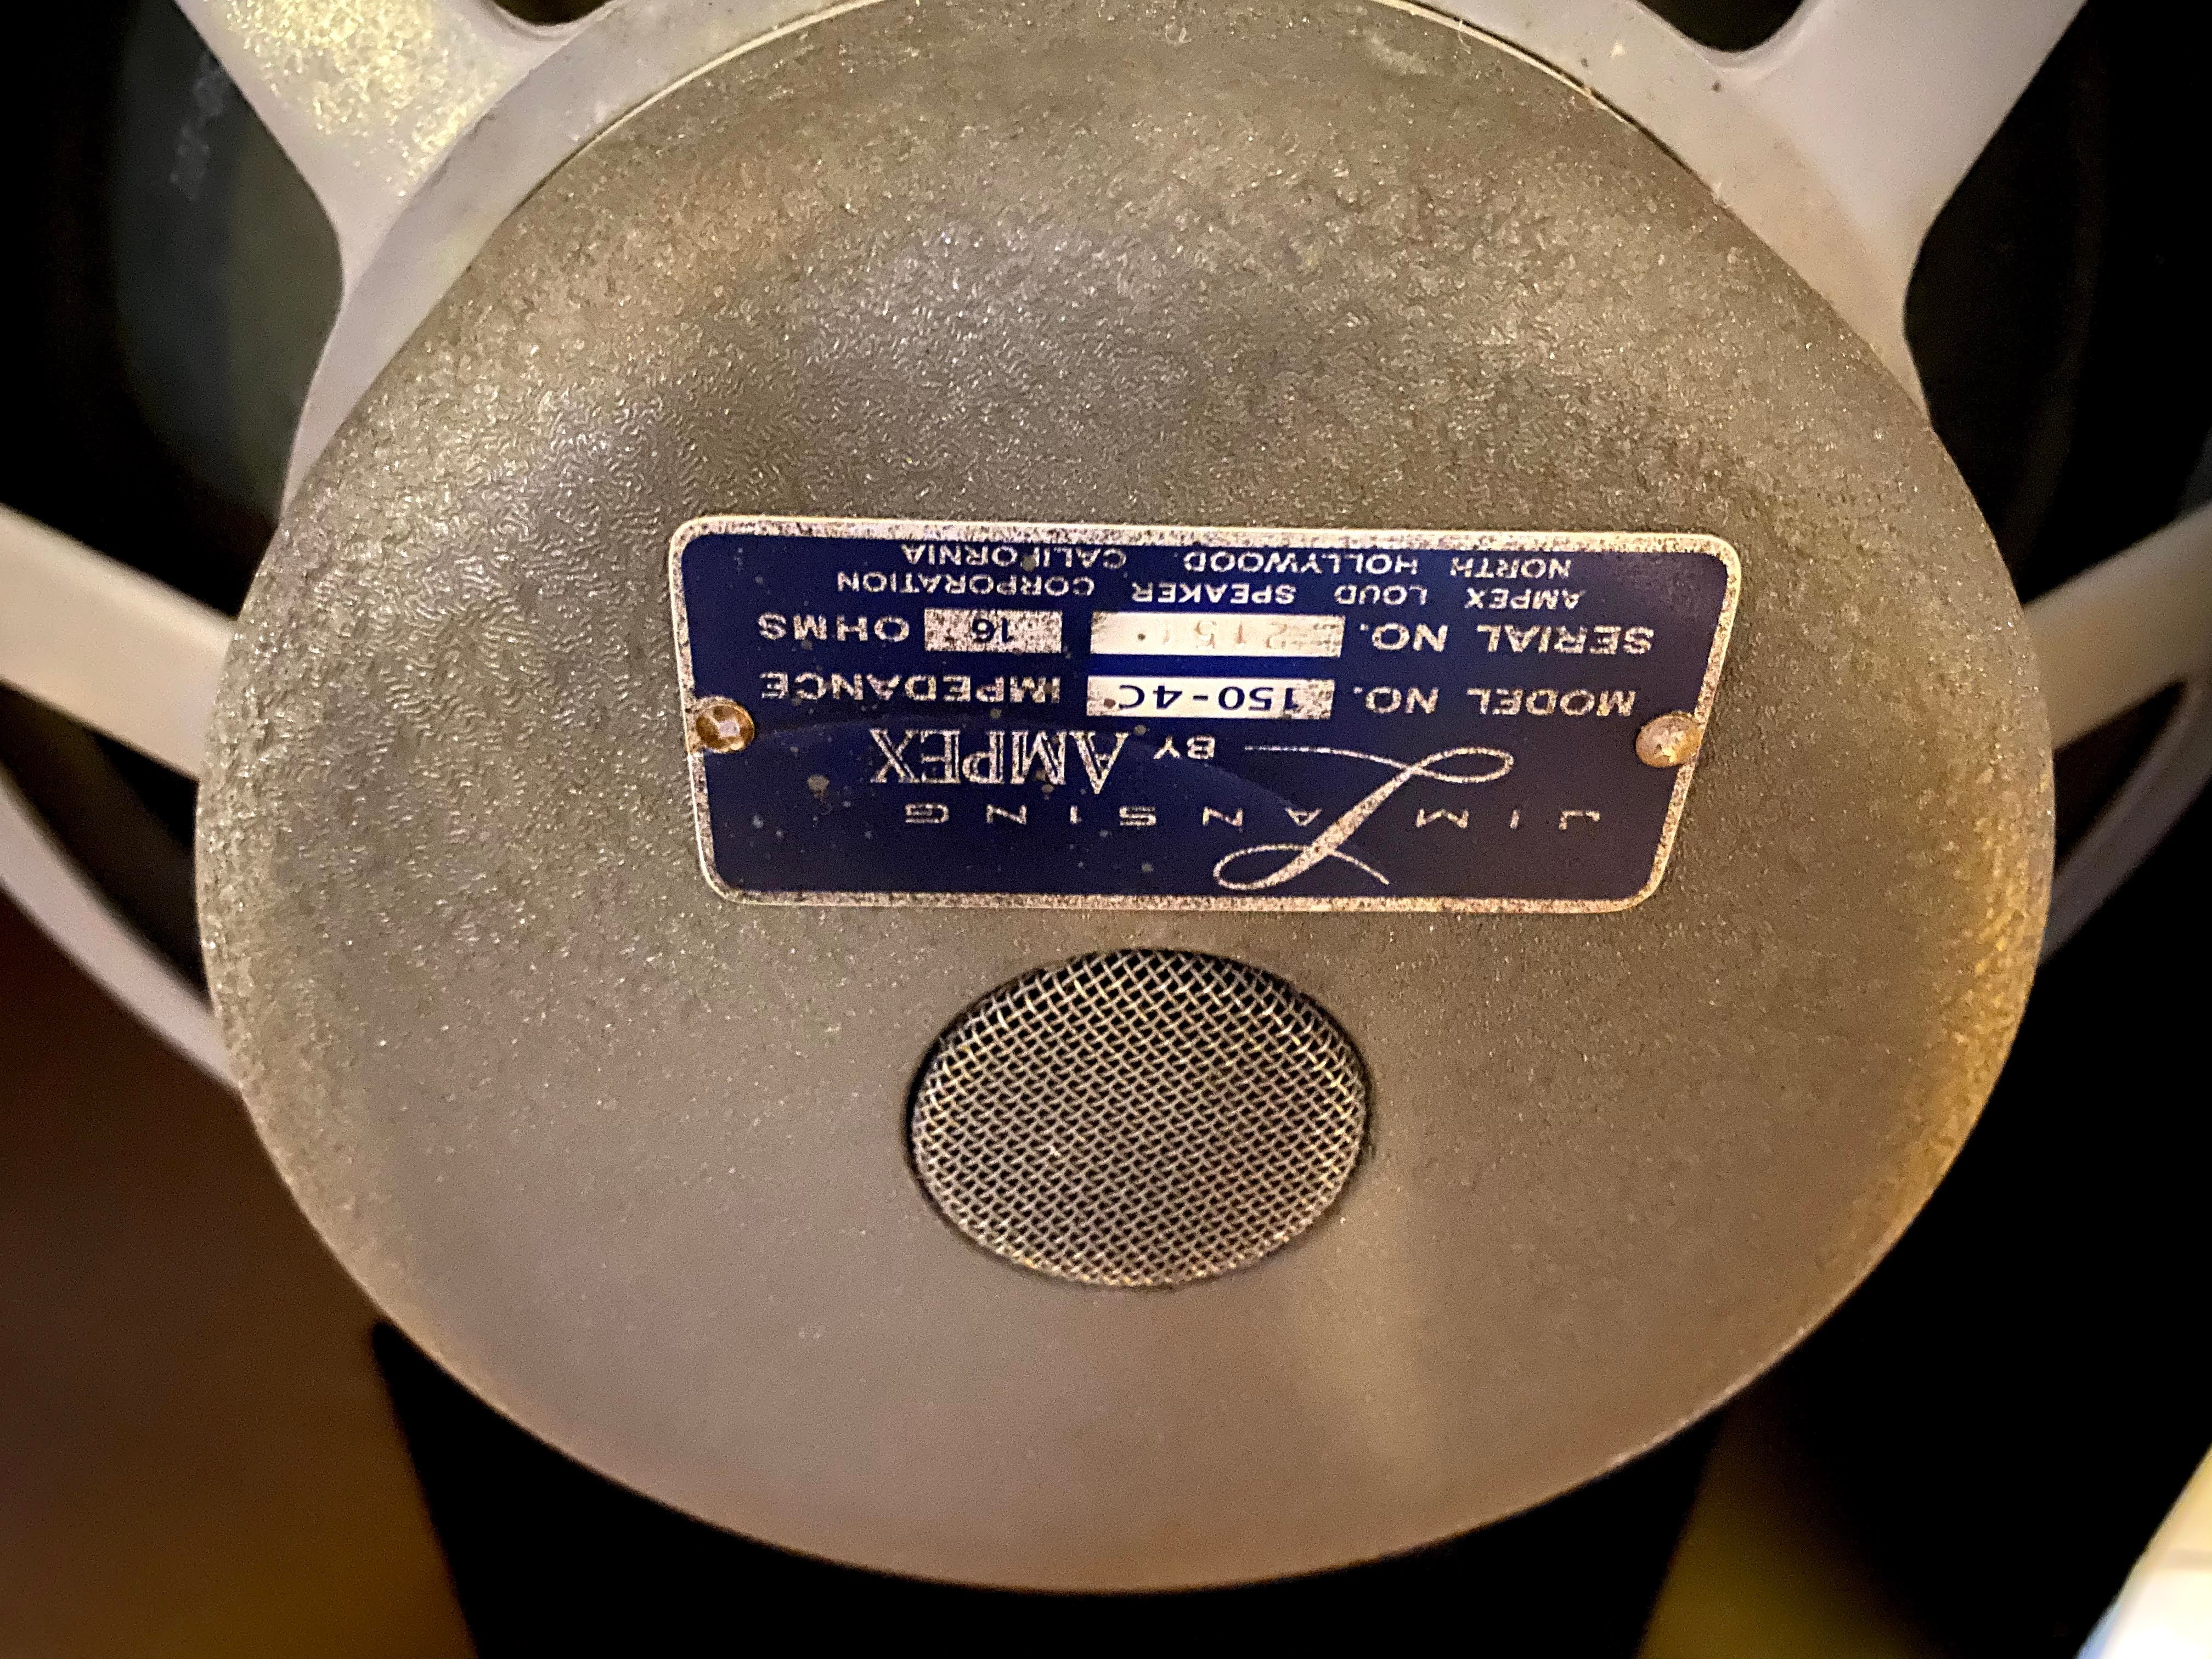 JIM LANSING
BY AMPEX
MODEL NO. 150-4C IMPEDANCE
SERIAL NO. 16 OHMS
AMPEX LOUD SPEAKER CORPORATION
NORTH HOLLYWOOD, CALIFORNIA